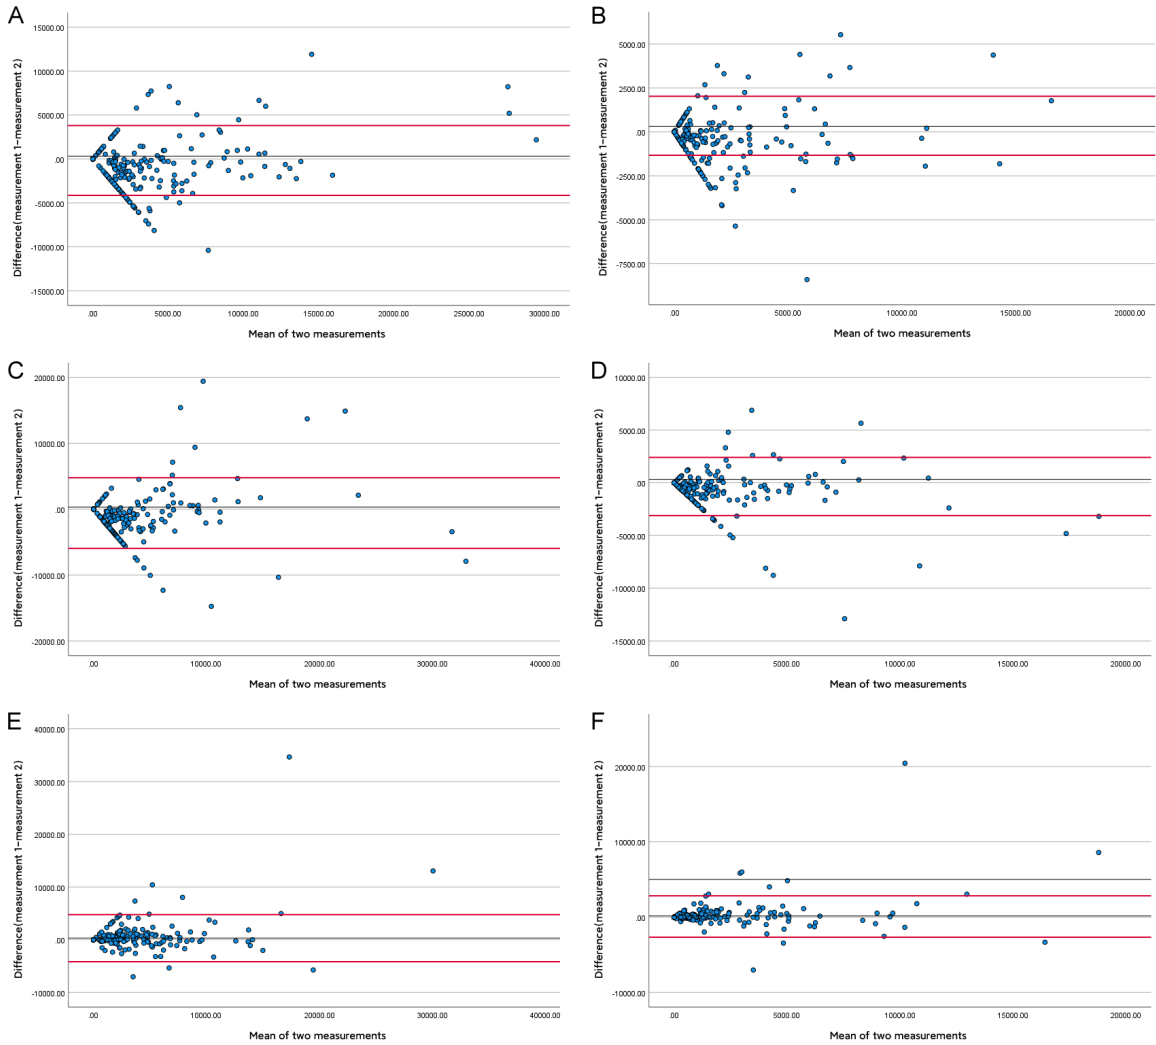 A
Difference(measurement 1-measurement 2)
15000.00
10000.00
5000.00
.00
-5000.00
-10000.00
-15000.00
.00 5000.00 10000.00 15000.00 20000.00 25000.00 30000.00
Mean of two measurements
B
Difference(measurement 1-measurement 2)
5000.00
2500.00
.00
-2500.00
-5000.00
-7500.00
.00 5000.00 10000.00 15000.00 20000.00
Mean of two measurements
C
Difference(measurement 1-measurement 2)
20000.00
10000.00
.00
-10000.00
-20000.00
.00 10000.00 20000.00 30000.00 40000.00
Mean of two measurements
D
Difference(measurement 1-measurement 2)
10000.00
5000.00
.00
-5000.00
-10000.00
-15000.00
.00 5000.00 10000.00 15000.00 20000.00
Mean of two measurements
E
Difference(measurement 1-measurement 2)
40000.00
30000.00
20000.00
10000.00
.00
-10000.00
.00 10000.00 20000.00 30000.00 40000.00
Mean of two measurements
F
Difference(measurement 1-measurement 2)
20000.00
10000.00
.00
-10000.00
.00 5000.00 10000.00 15000.00 20000.00
Mean of two measurements